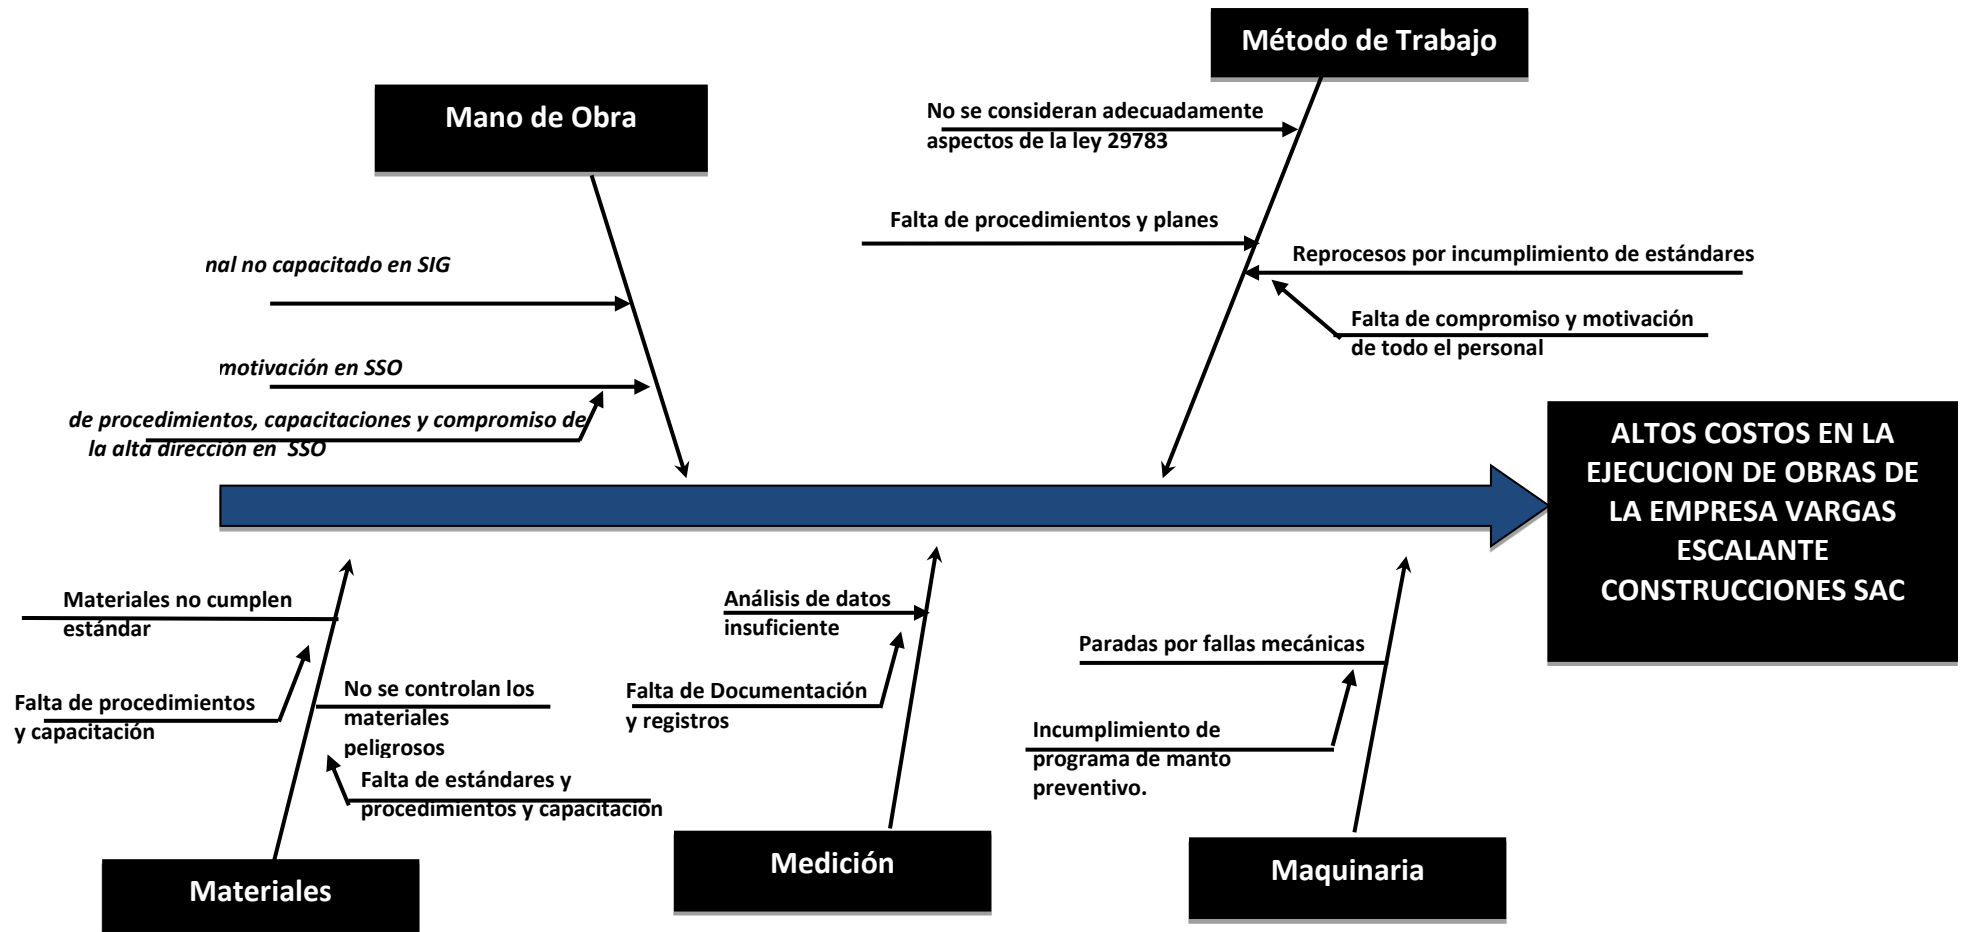 Método de Trabajo
Mano de Obra
No se consideran adecuadamente
aspectos de la ley 29783
Falta de procedimientos y planes
Reprocesos por incumplimiento de estándares
Falta de compromiso y motivación
de todo el personal
nal no capacitado en SIG
motivación en SSO
de procedimientos, capacitaciones y compromiso de
la alta dirección en SSO
ALTOS COSTOS EN LA
EJECUCION DE OBRAS DE
LA EMPRESA VARGAS
ESCALANTE
CONSTRUCCIONES SAC
Materiales no cumplen
estándar
Falta de procedimientos
y capacitación
No se controlan los
materiales
peligrosos
Falta de estándares y
procedimientos y capacitación
Análisis de datos
insuficiente
Falta de Documentación
y registros
Paradas por fallas mecánicas
Incumplimiento de
programa de manto
preventivo.
Materiales
Medición
Maquinaria